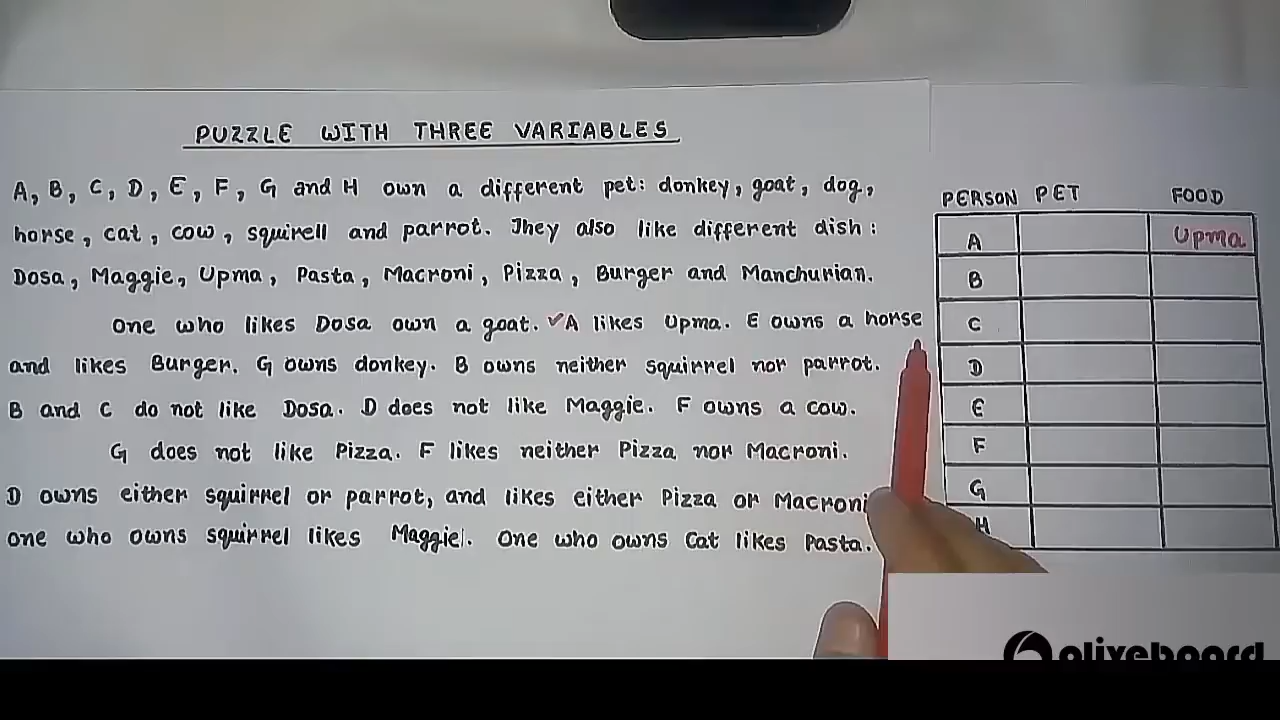 PUZZLE WITH THREE VARIABLES
A, B, C, D, E, F, G and H own a different pet: donkey, goat, dog,
horse, cat, cow, squirell and parrot. They also like different dish:
Dosa, Maggie, Upma, Pasta, Macroni, Pizza, Burger and Manchurian.
One who likes Dosa own a goat. ✓A likes Upma. E owns a horse
and likes Burger. G owns donkey. B owns neither squirrel nor parrot.
B and C do not like Dosa. D does not like Maggie. F owns a cow.
G does not like Pizza. F likes neither Pizza nor Macroni.
D owns either squirrel or parrot, and likes either Pizza or Macroni
one who owns squirrel likes Maggie. One who owns Cat likes Pasta.
PERSON PET FOOD
A Upma
B
C
D
E
F
G
H
oliveboard